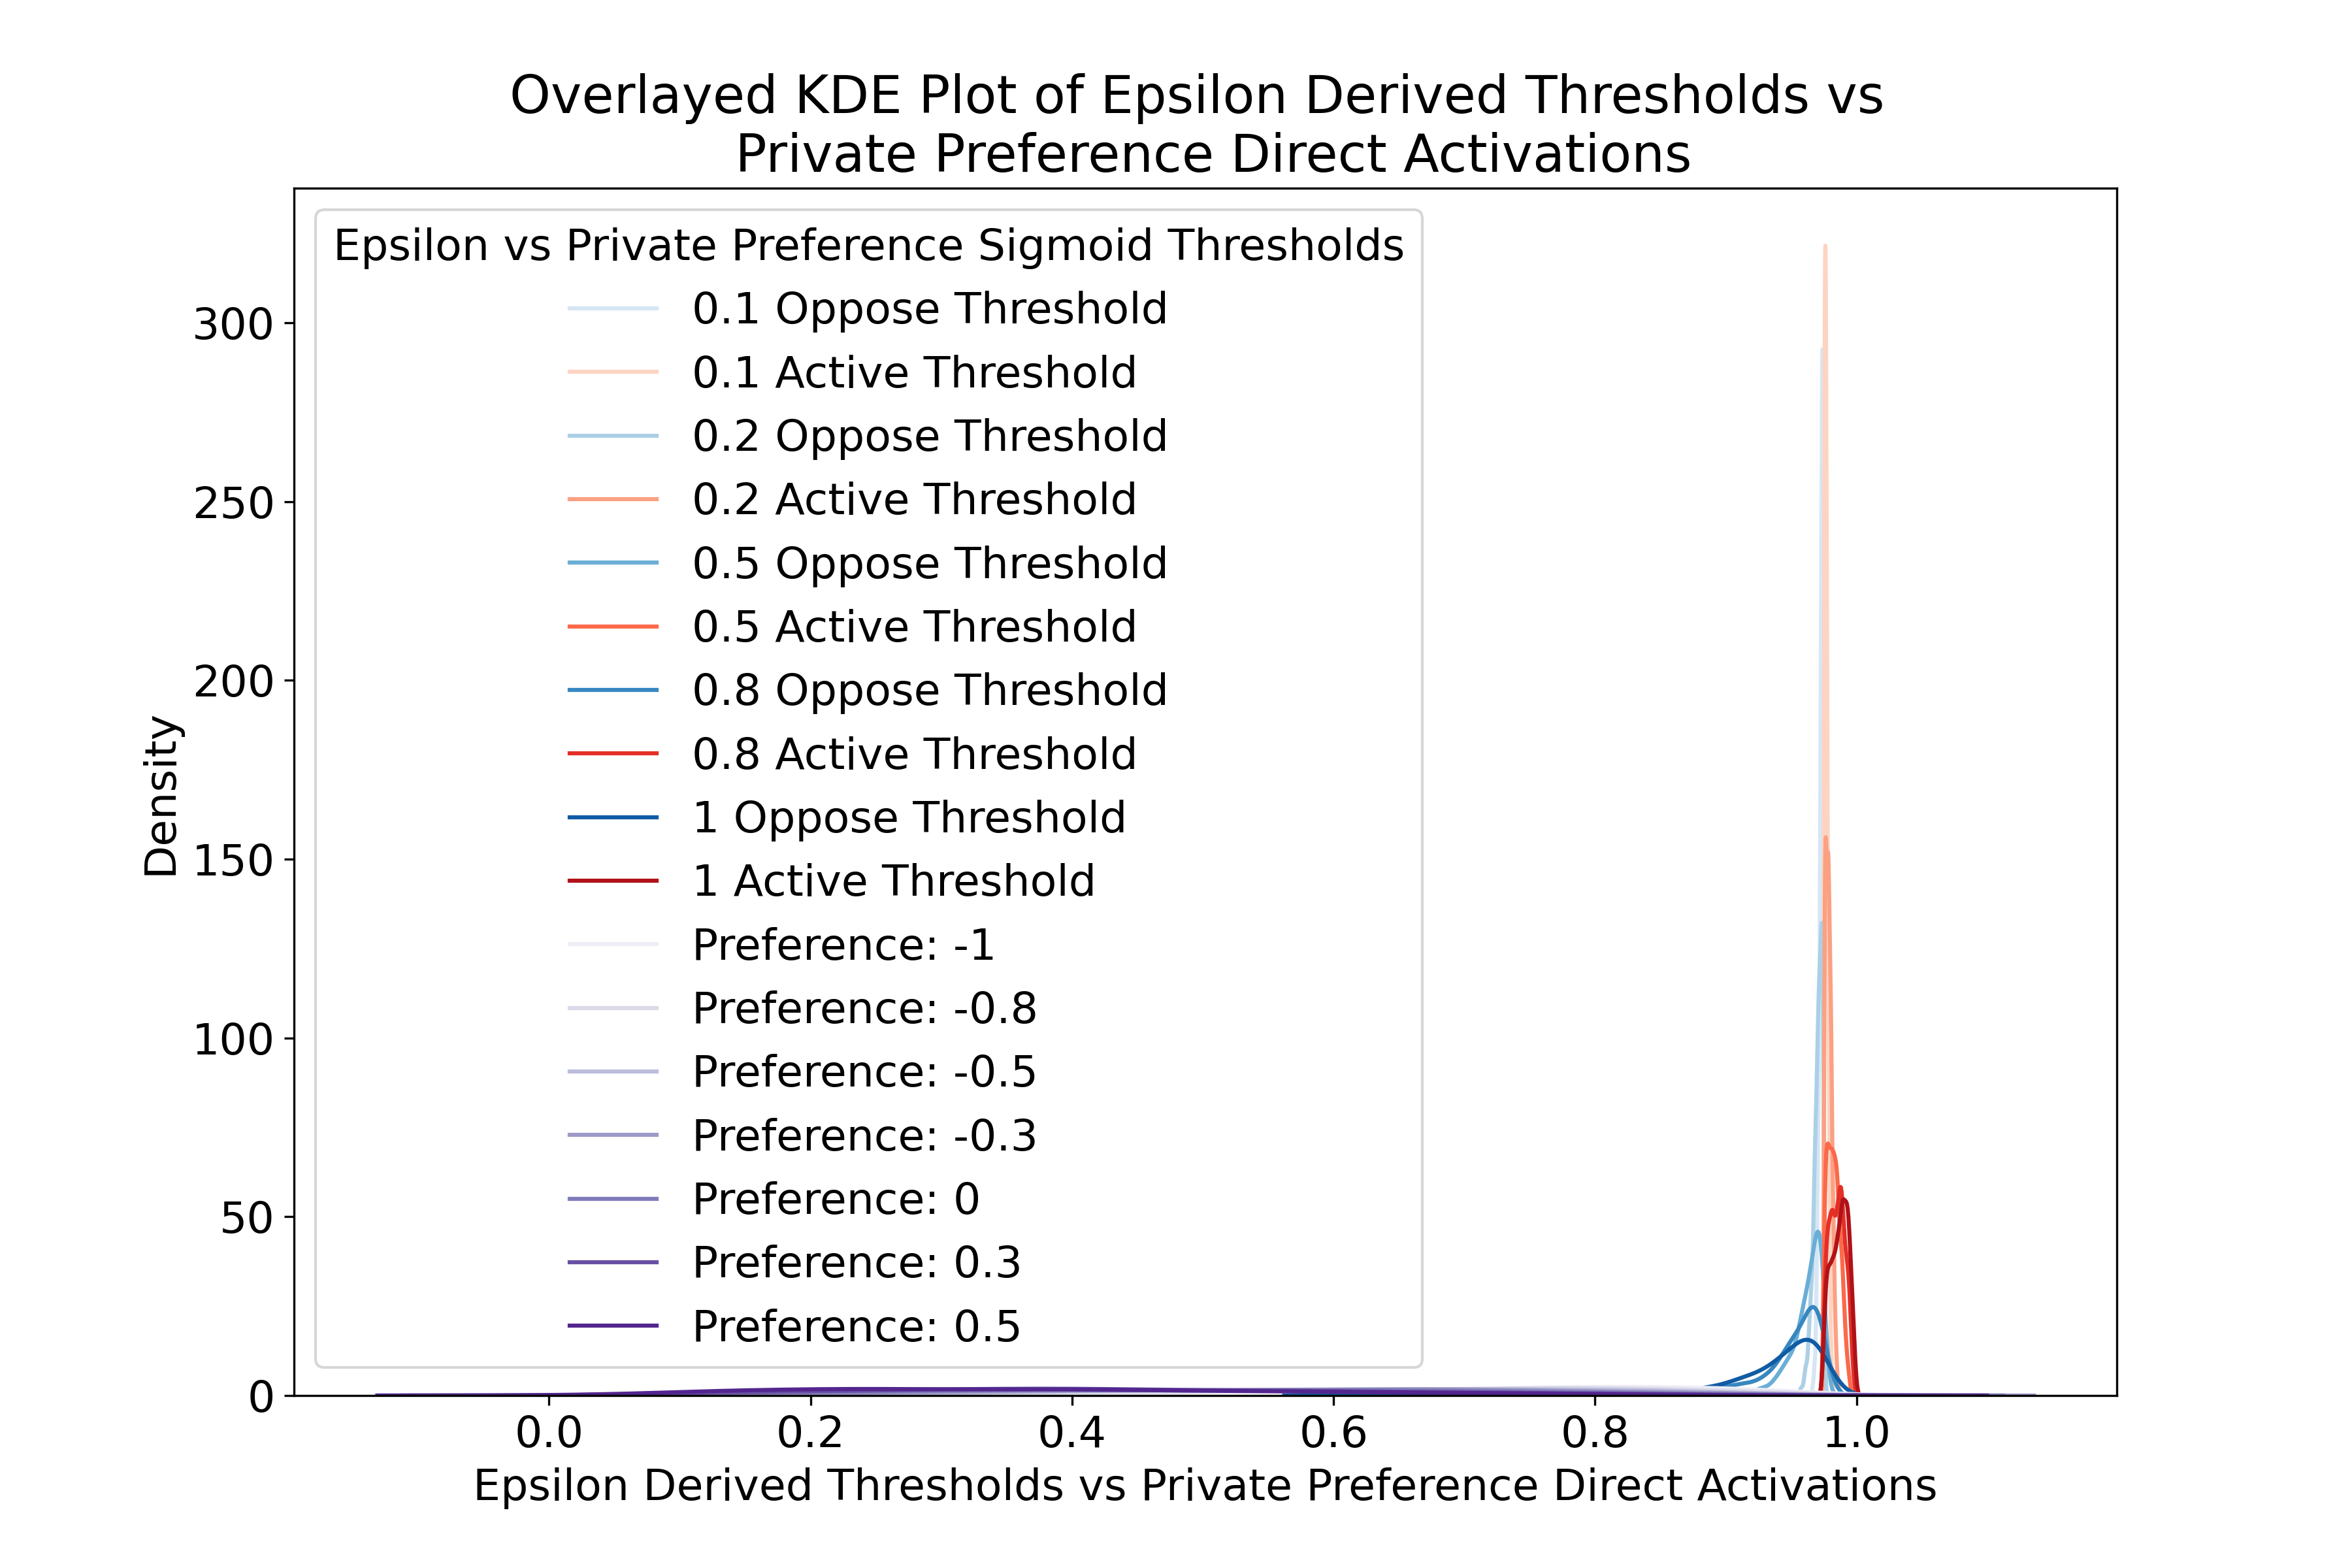 Overlayed KDE Plot of Epsilon Derived Thresholds vs
Private Preference Direct Activations
Epsilon vs Private Preference Sigmoid Thresholds
0.1 Oppose Threshold
0.1 Active Threshold
0.2 Oppose Threshold
0.2 Active Threshold
0.5 Oppose Threshold
0.5 Active Threshold
0.8 Oppose Threshold
0.8 Active Threshold
1 Oppose Threshold
1 Active Threshold
Preference: -1
Preference: -0.8
Preference: -0.5
Preference: -0.3
Preference: 0
Preference: 0.3
Preference: 0.5
Density
300
250
200
150
100
50
0
0.0 0.2 0.4 0.6 0.8 1.0
Epsilon Derived Thresholds vs Private Preference Direct Activations